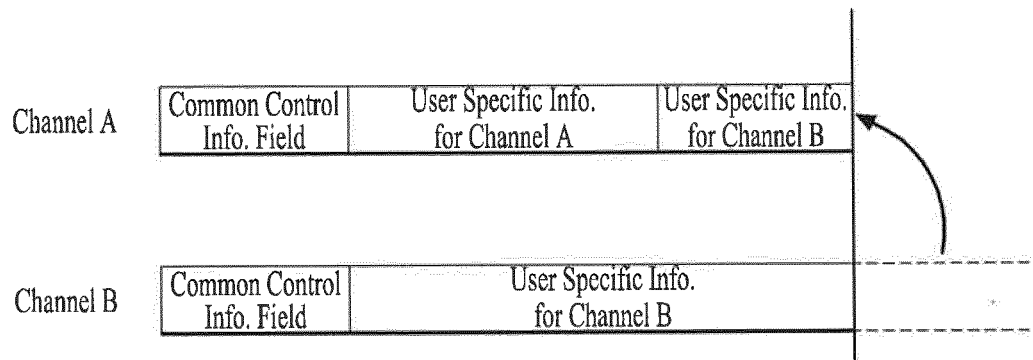 Channel A
Common Control
Info. Field
User Specific Info.
for Channel A
User Specific Info.
for Channel B
Channel B
Common Control
Info. Field
User Specific Info.
for Channel B